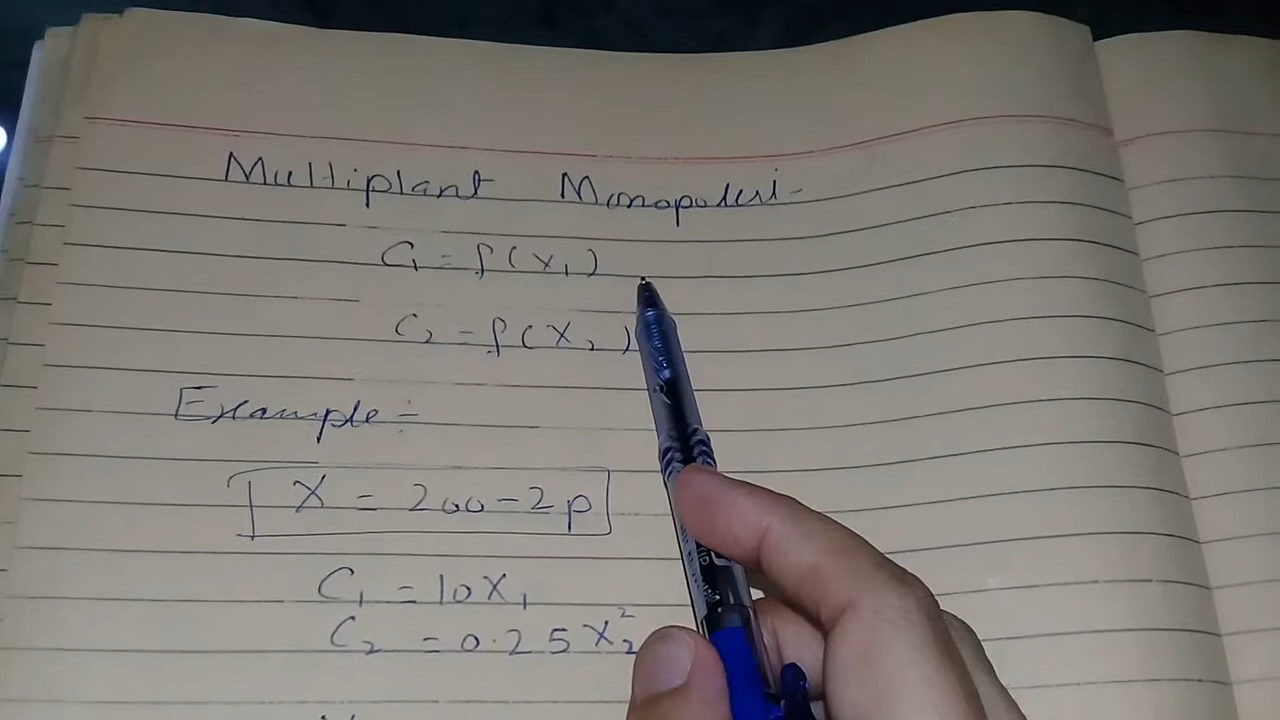 Multiplant Monopolist
C₁ = f(X₁)
C₂ = f(X₂)
Example:-
X = 200-2p
C₁ = 10X₁
C₂ = 0.25X₂²